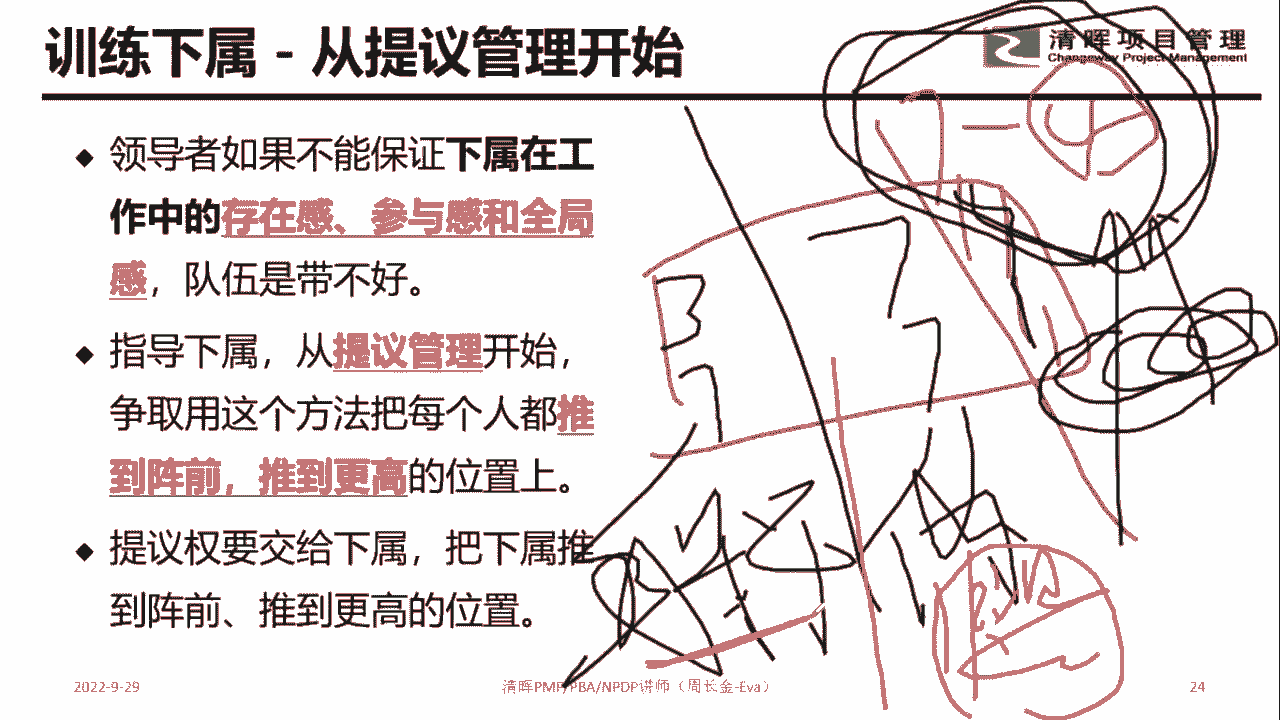 训练下属 - 从提议管理开始
清晖项目管理
Changeway Project Management
◆ 领导者如果不能保证下属在工
作中的存在感、参与感和全局
感，队伍是带不好。
◆ 指导下属，从提议管理开始，
争取用这个方法把每个人都推
到阵前，推到更高的位置上。
◆ 提议权要交给下属，把下属推
到阵前、推到更高的位置。
2022-9-29
清晖PMP/PBA/NPDP讲师（周长金-Eva）
24